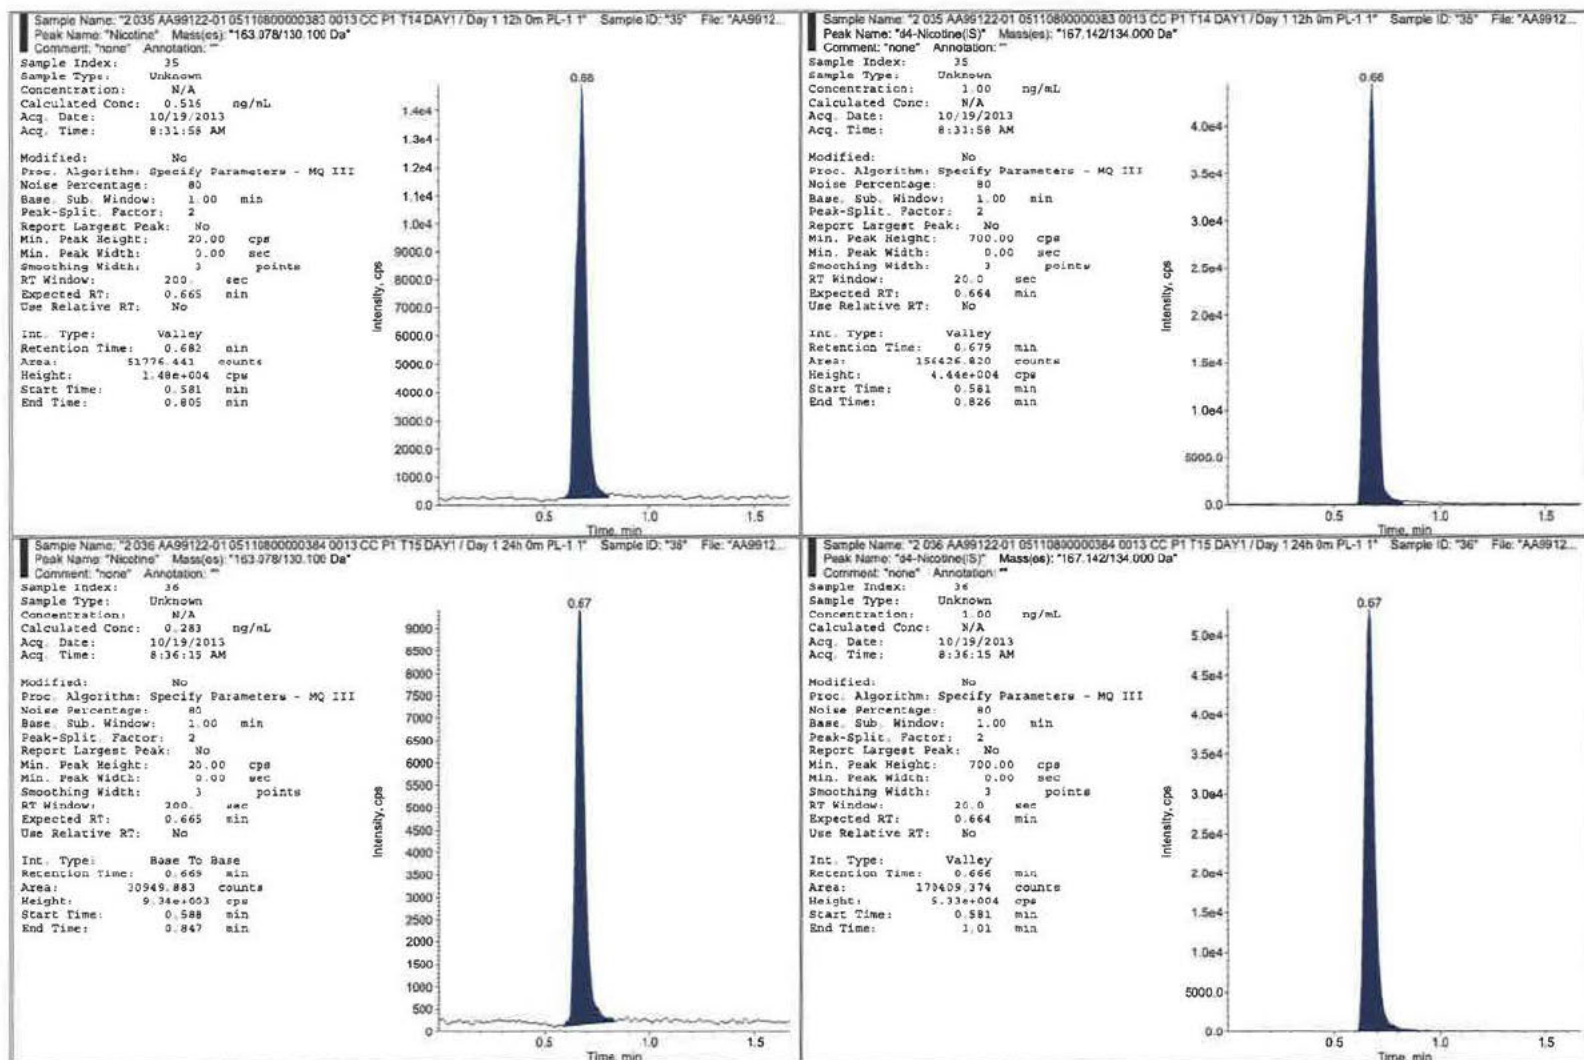 Sample Name: "2 035 AA99122-01 05110800000383 0013 CC P1 T14 DAY1 / Day 1 12h 0m PL-1 1" Sample ID: "35" File: "AA9912...
Peak Name: "Nicotine" Mass(es): "163.078/130.100 Da"
Comment: "none" Annotation: ""
Sample Index: 35
Sample Type: Unknown
Concentration: N/A
Calculated Conc: 0.516 ng/mL
Acq. Date: 10/19/2013
Acq. Time: 8:31:58 AM
Modified: No
Proc. Algorithm: Specify Parameters - MQ III
Noise Percentage: 80
Base. Sub. Window: 1.00 min
Peak-Split. Factor: 2
Report Largest Peak: No
Min. Peak Height: 20.00 cps
Min. Peak Width: 0.00 sec
Smoothing Width: 3 points
RT Window: 200. sec
Expected RT: 0.665 min
Use Relative RT: No
Int. Type: Valley
Retention Time: 0.682 min
Area: 51776.441 counts
Height: 1.48e+004 cps
Start Time: 0.581 min
End Time: 0.805 min
0.68
1.4e4
1.3e4
1.2e4
1.1e4
1.0e4
9000.0
8000.0
7000.0
6000.0
5000.0
4000.0
3000.0
2000.0
1000.0
0.0
Intensity, cps
0.5 1.0 1.5
Time, min
Sample Name: "2 035 AA99122-01 05110800000383 0013 CC P1 T14 DAY1 / Day 1 12h 0m PL-1 1" Sample ID: "35" File: "AA9912...
Peak Name: "d4-Nicotine(IS)" Mass(es): "167.142/134.000 Da"
Comment: "none" Annotation: ""
Sample Index: 35
Sample Type: Unknown
Concentration: 1.00 ng/mL
Calculated Conc: N/A
Acq. Date: 10/19/2013
Acq. Time: 8:31:58 AM
Modified: No
Proc. Algorithm: Specify Parameters - MQ III
Noise Percentage: 80
Base. Sub. Window: 1.00 min
Peak-Split. Factor: 2
Report Largest Peak: No
Min. Peak Height: 700.00 cps
Min. Peak Width: 0.00 sec
Smoothing Width: 3 points
RT Window: 20.0 sec
Expected RT: 0.664 min
Use Relative RT: No
Int. Type: Valley
Retention Time: 0.679 min
Area: counts
Height: 4.44e+004 cps
Start Time: 0.581 min
End Time: 0.826 min
0.68
4.0e4
3.5e4
3.0e4
2.5e4
2.0e4
1.5e4
1.0e4
5000.0
0.0
Intensity, cps
0.5 1.0 1.5
Time, min
Sample Name: "2 036 AA99122-01 05110800000384 0013 CC P1 T15 DAY1 / Day 1 24h 0m PL-1 1" Sample ID: "36" File: "AA9912...
Peak Name: "Nicotine" Mass(es): "163.078/130.100 Da"
Comment: "none" Annotation: ""
Sample Index: 36
Sample Type: Unknown
Concentration: N/A
Calculated Conc: 0.283 ng/mL
Acq. Date: 10/19/2013
Acq. Time: 8:36:15 AM
Modified: No
Proc. Algorithm: Specify Parameters - MQ III
Noise Percentage: 80
Base. Sub. Window: 1.00 min
Peak-Split. Factor: 2
Report Largest Peak: No
Min. Peak Height: 20.00 cps
Min. Peak Width: 0.00 sec
Smoothing Width: 3 points
RT Window: 200. sec
Expected RT: 0.665 min
Use Relative RT: No
Int. Type: Base To Base
Retention Time: 0.669 min
Area: 30949.883 counts
Height: 9.34e+003 cps
Start Time: 0.588 min
End Time: 0.847 min
0.67
9000
8500
8000
7500
7000
6500
6000
5500
5000
4500
4000
3500
3000
2500
2000
1500
1000
500
0
Intensity, cps
0.5 1.0 1.5
Time, min
Sample Name: "2 036 AA99122-01 05110800000384 0013 CC P1 T15 DAY1 / Day 1 24h 0m PL-1 1" Sample ID: "36" File: "AA9912...
Peak Name: "d4-Nicotine(IS)" Mass(es): "167.142/134.000 Da"
Comment: "none" Annotation: ""
Sample Index: 36
Sample Type: Unknown
Concentration: 1.00 ng/mL
Calculated Conc: N/A
Acq. Date: 10/19/2013
Acq. Time: 8:36:15 AM
Modified: No
Proc. Algorithm: Specify Parameters - MQ III
Noise Percentage: 80
Base. Sub. Window: 1.00 min
Peak-Split. Factor: 2
Report Largest Peak: No
Min. Peak Height: 700.00 cps
Min. Peak Width: 0.00 sec
Smoothing Width: 3 points
RT Window: 20.0 sec
Expected RT: 0.664 min
Use Relative RT: No
Int. Type: Valley
Retention Time: 0.666 min
Area: 170409.374 counts
Height: 5.33e+004 cps
Start Time: 0.581 min
End Time: 1.01 min
0.67
5.0e4
4.5e4
4.0e4
3.5e4
3.0e4
2.5e4
2.0e4
1.5e4
1.0e4
5000.0
0.0
Intensity, cps
0.5 1.0 1.5
Time, min